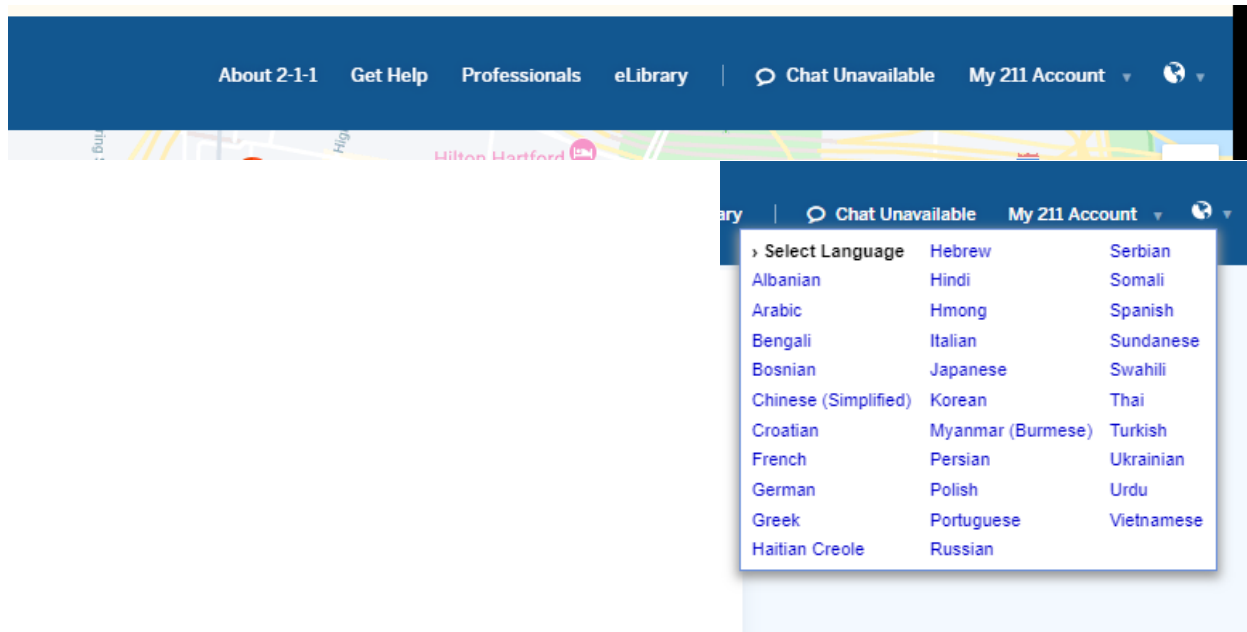 About 2-1-1 Get Help Professionals eLibrary | Chat Unavailable My 211 Account
Hilton Hartford
Chat Unavailable My 211 Account
› Select Language Hebrew Serbian
Albanian Hindi Somali
Arabic Hmong Spanish
Bengali Italian Sundanese
Bosnian Japanese Swahili
Chinese (Simplified) Korean Thai
Croatian Myanmar (Burmese) Turkish
French Persian Ukrainian
German Polish Urdu
Greek Portuguese Vietnamese
Haitian Creole Russian